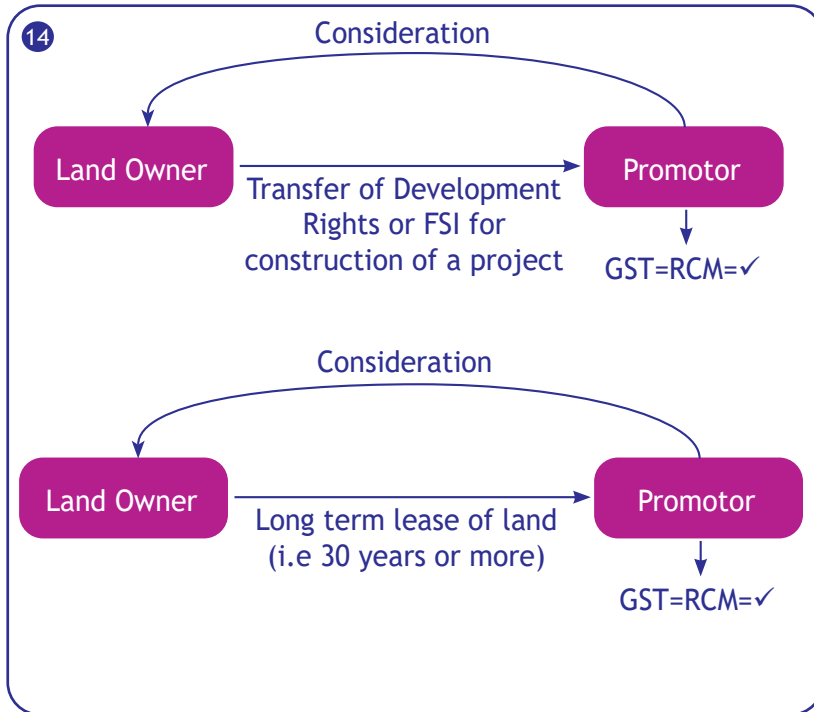 14
Consideration
Land Owner
Promotor
Transfer of Development
Rights or FSI for
construction of a project
GST=RCM=✓
Consideration
Land Owner
Promotor
Long term lease of land
(i.e 30 years or more)
GST=RCM=✓